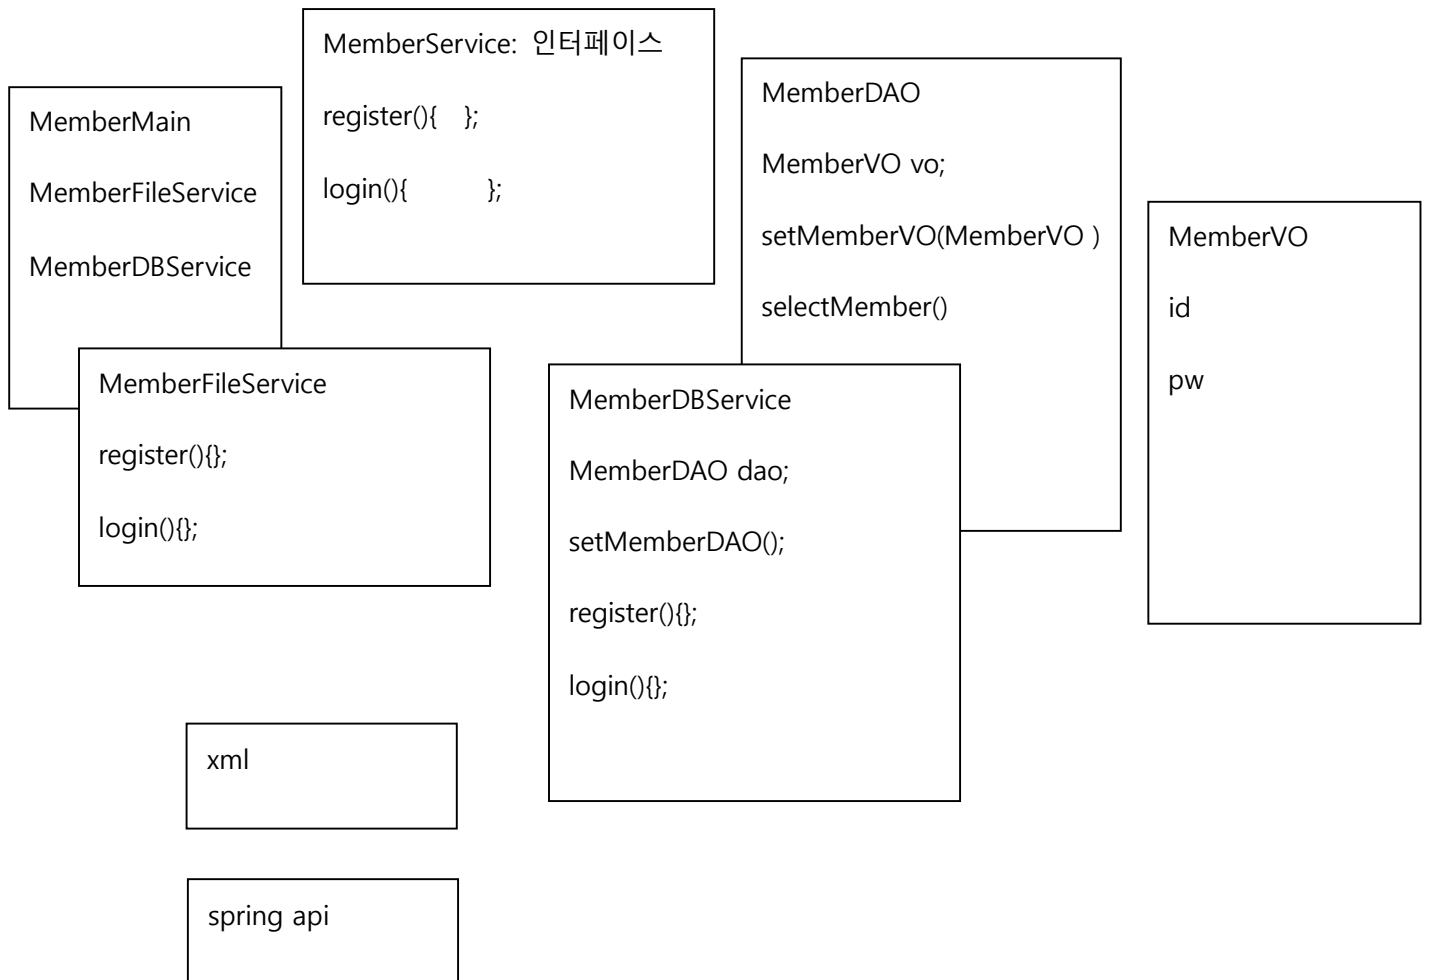 MemberMain
MemberFileService
MemberDBService
MemberService: 인터페이스
register(){   };
login(){          };
MemberDAO
MemberVO vo;
setMemberVO(MemberVO )
selectMember()
MemberVO
id
pw
MemberFileService
register(){};
login(){};
MemberDBService
MemberDAO dao;
setMemberDAO();
register(){};
login(){};
xml
spring api